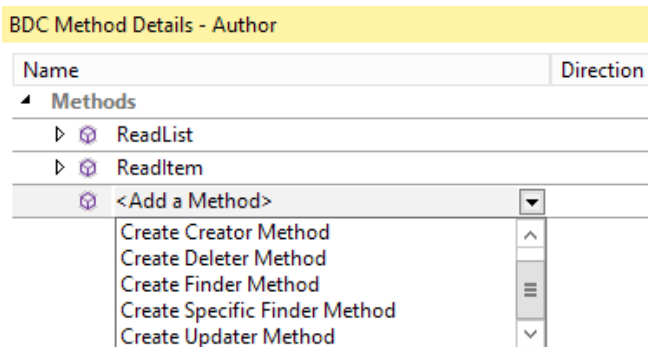 BDC Method Details - Author
Name Direction
Methods
ReadList
ReadItem
<Add a Method>
Create Creator Method
Create Deleter Method
Create Finder Method
Create Specific Finder Method
Create Updater Method